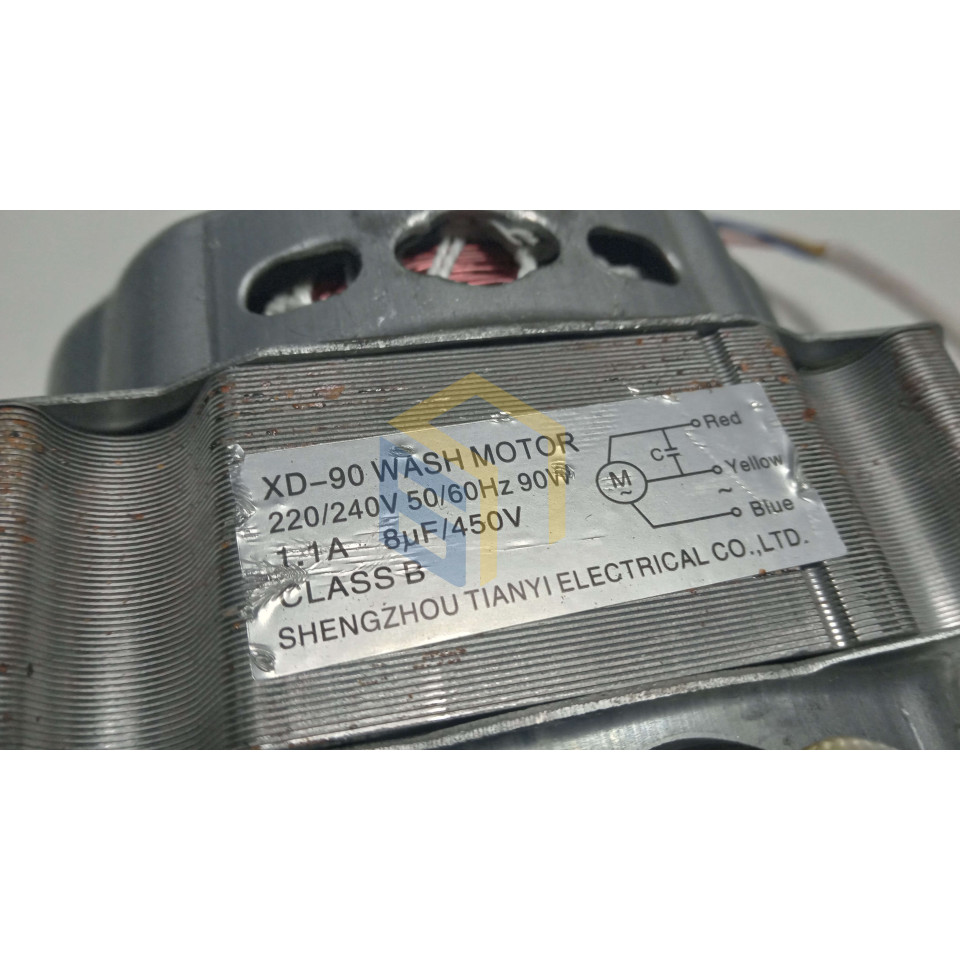 XD-90 WASH MOTOR
220/240V 50/60Hz 90W
1.1A 8µF/450V
CLASS B
SHENGZHOU TIANYI ELECTRICAL CO.,LTD.
Red
C
Yellow
M
~
~
Blue